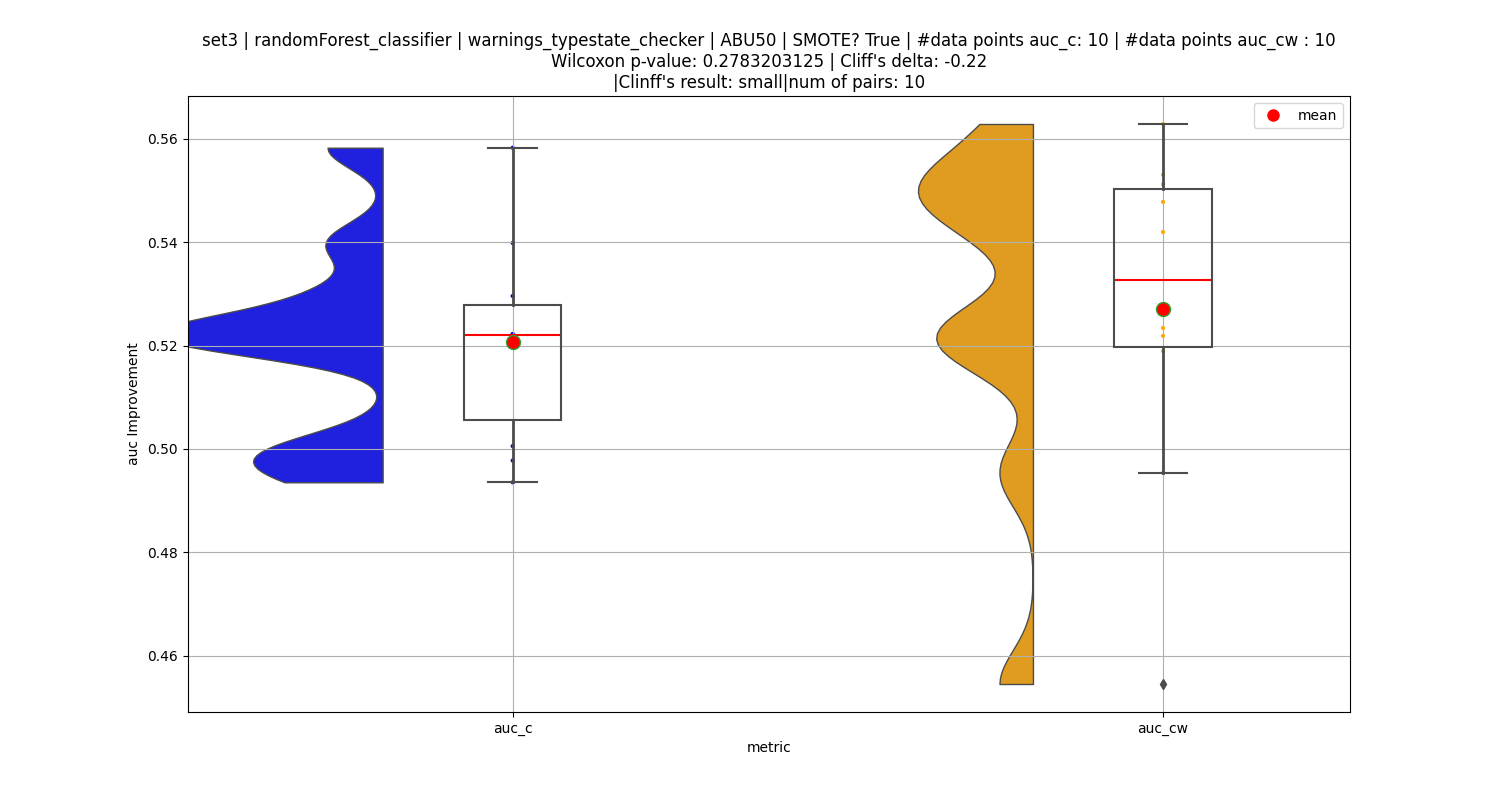 set3 | randomForest_classifier | warnings_typestate_checker | ABU50 | SMOTE? True | #data points auc_c: 10 | #data points auc_cw : 10
Wilcoxon p-value: 0.2783203125 | Cliff's delta: -0.22
|Clinff's result: small|num of pairs: 10
mean
0.56
0.54
0.52
0.50
0.48
0.46
auc Improvement
auc_c
auc_cw
metric